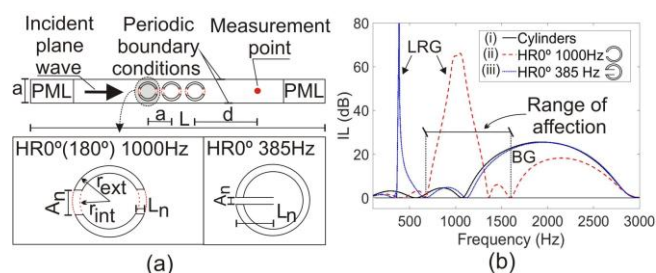 Incident
plane
wave
Periodic
boundary
conditions
Measurement
point
a
PML
PML
a
d
L
HR0º(180º) 1000Hz
HR0º 385Hz
r_ext
r_int
A_n
L_n
A_n
L_n
(a)
IL (dB)
80
60
40
20
0
500 1000 1500 2000 2500 3000
Frequency (Hz)
LRG
(i) Cylinders
(ii) HR0º 1000Hz
(iii) HR0º 385 Hz
Range of
affection
BG
(b)